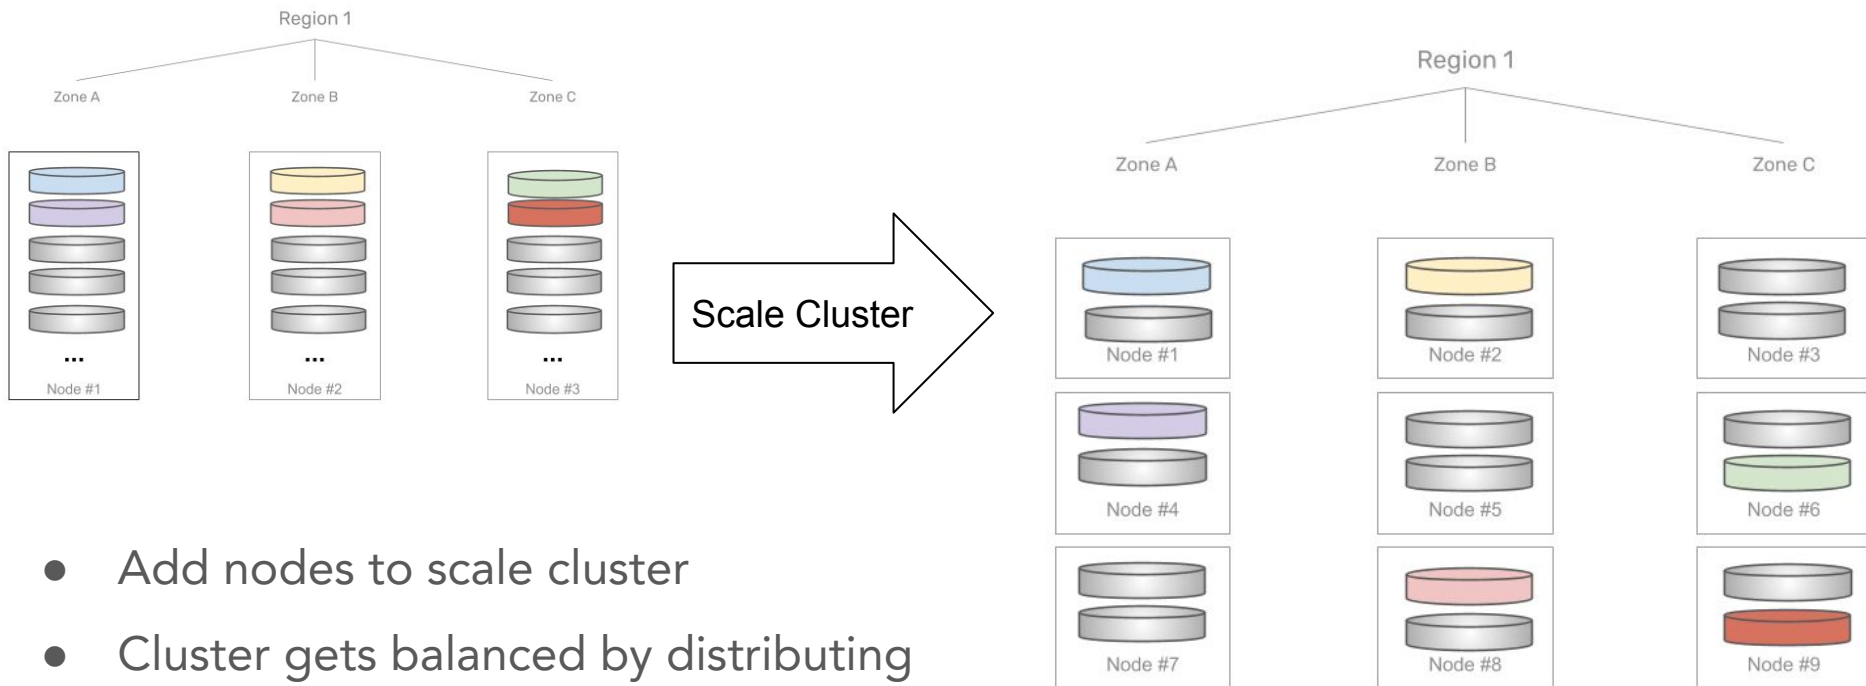 Region 1
Zone A
Zone B
Zone C
...
...
...
Node #1
Node #2
Node #3
Scale Cluster
Region 1
Zone A
Zone B
Zone C
Node #1
Node #2
Node #3
Node #4
Node #5
Node #6
Node #7
Node #8
Node #9
● Add nodes to scale cluster
● Cluster gets balanced by distributing